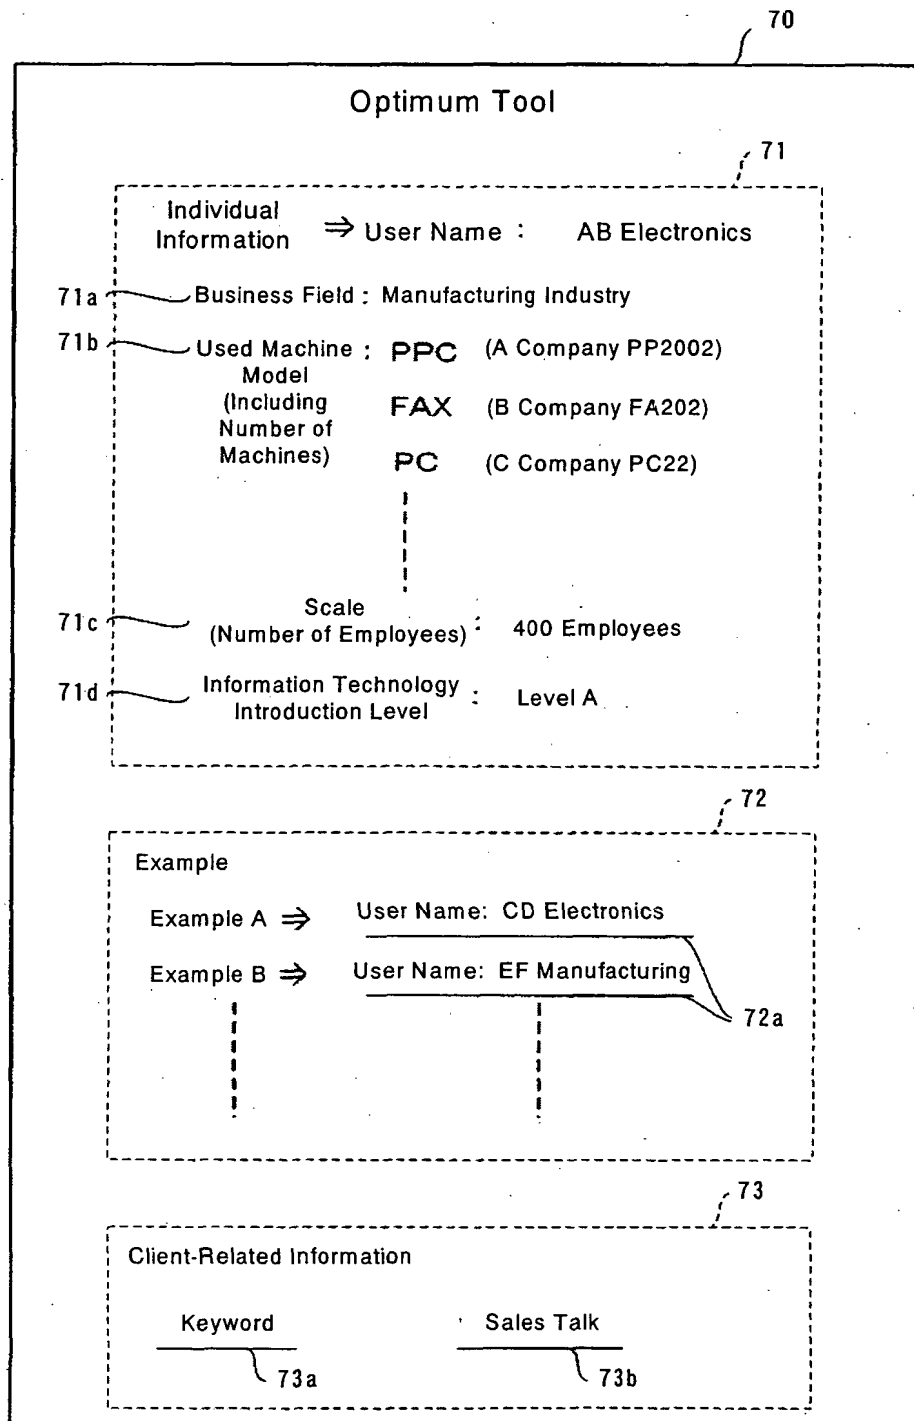 70
Optimum Tool
71
Individual
Information ⇒ User Name : AB Electronics
71a Business Field : Manufacturing Industry
71b Used Machine : PPC (A Company PP2002)
Model
(Including FAX (B Company FA202)
Number of
Machines) PC (C Company PC22)
71c Scale
(Number of Employees) : 400 Employees
71d Information Technology
Introduction Level : Level A
72
Example
Example A ⇒ User Name: CD Electronics
Example B ⇒ User Name: EF Manufacturing
72a
73
Client-Related Information
Keyword Sales Talk
73a 73b